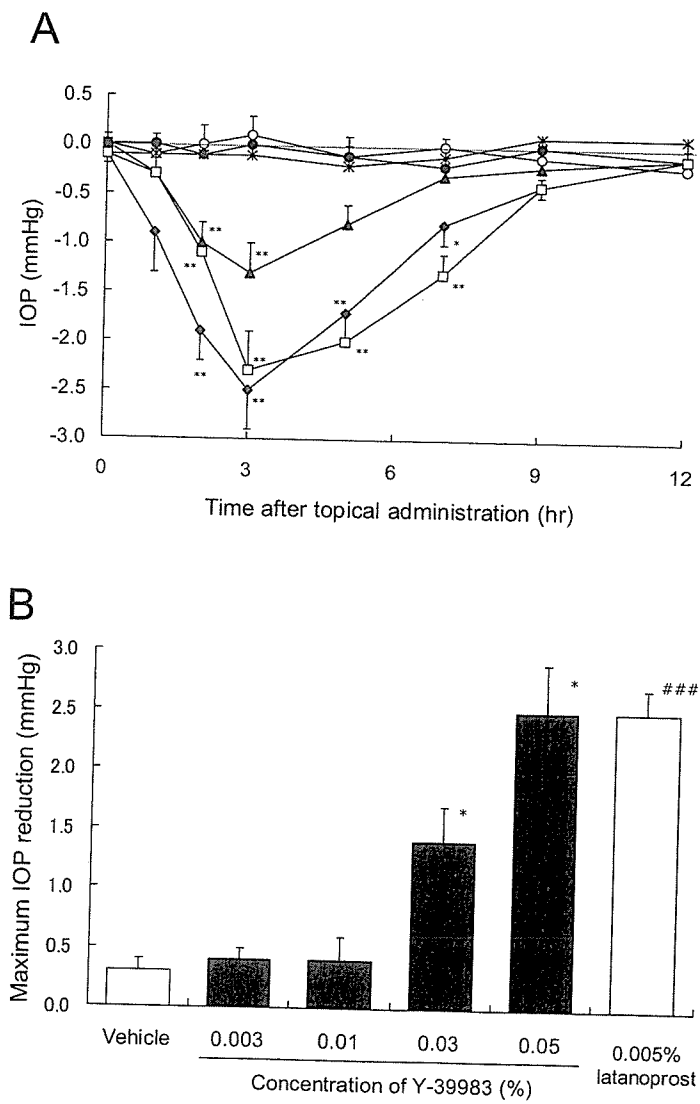 A
0.5
0.0
-0.5
-1.0
-1.5
-2.0
-2.5
-3.0
IOP (mmHg)
** ** ** ** ** ** ** ** * **
0 3 6 9 12
Time after topical administration (hr)
B
3.0
2.5
2.0
1.5
1.0
0.5
0.0
Maximum IOP reduction (mmHg)
* * ###
Vehicle 0.003 0.01 0.03 0.05 0.005% latanoprost
Concentration of Y-39983 (%)